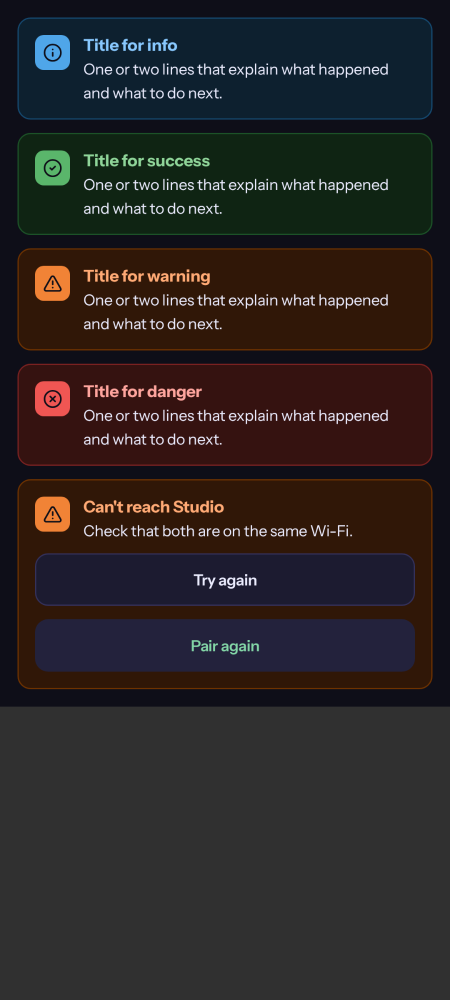 Title for info
One or two lines that explain what happened
and what to do next.
Title for success
One or two lines that explain what happened
and what to do next.
Title for warning
One or two lines that explain what happened
and what to do next.
Title for danger
One or two lines that explain what happened
and what to do next.
Can't reach Studio
Check that both are on the same Wi-Fi.
Try again
Pair again